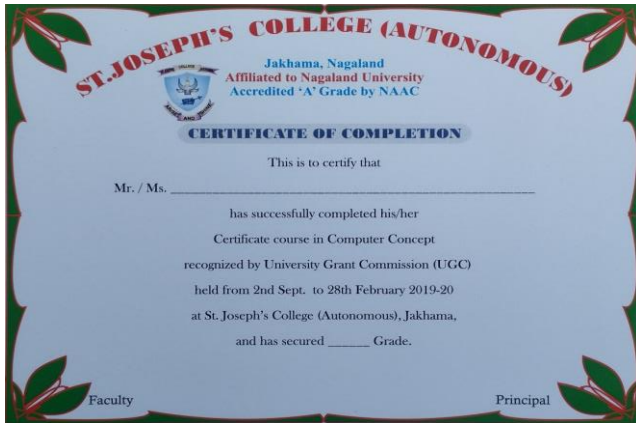 ST.JOSEPH'S COLLEGE (AUTONOMOUS)
Jakhama, Nagaland
Affiliated to Nagaland University
Accredited 'A' Grade by NAAC
CERTIFICATE OF COMPLETION
This is to certify that
Mr. / Ms. ____________________________________________
has successfully completed his/her
Certificate course in Computer Concept
recognized by University Grant Commission (UGC)
held from 2nd Sept. to 28th February 2019-20
at St. Joseph's College (Autonomous), Jakhama,
and has secured ______ Grade.
Faculty
Principal